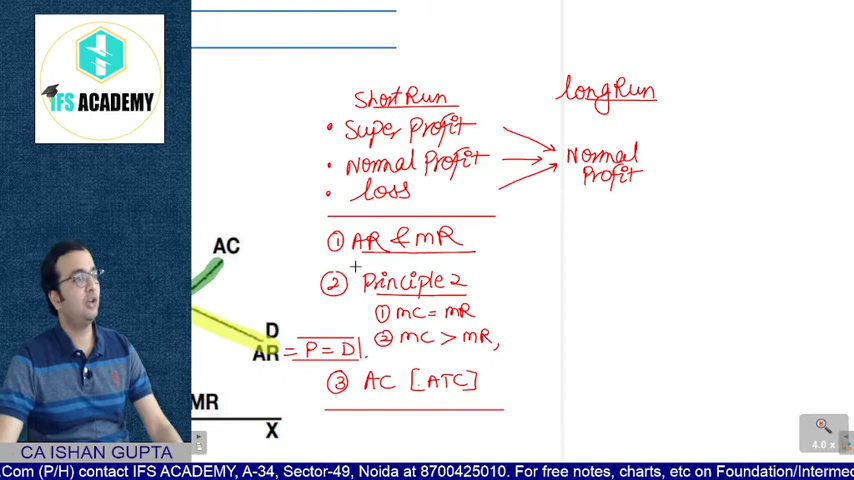 IFS ACADEMY
Short Run
• Super Profit
• Normal Profit
• loss
long Run
Normal
Profit
① AR & MR
② Principle 2
① MC = MR
② MC > MR,
③ AC [.ATC]
AC
D
AR = P = D
MR
X
4.0 x
CA ISHAN GUPTA
.Com (P/H) contact IFS ACADEMY, A-34, Sector-49, Noida at 8700425010. For free notes, charts, etc on Foundation/Intermed